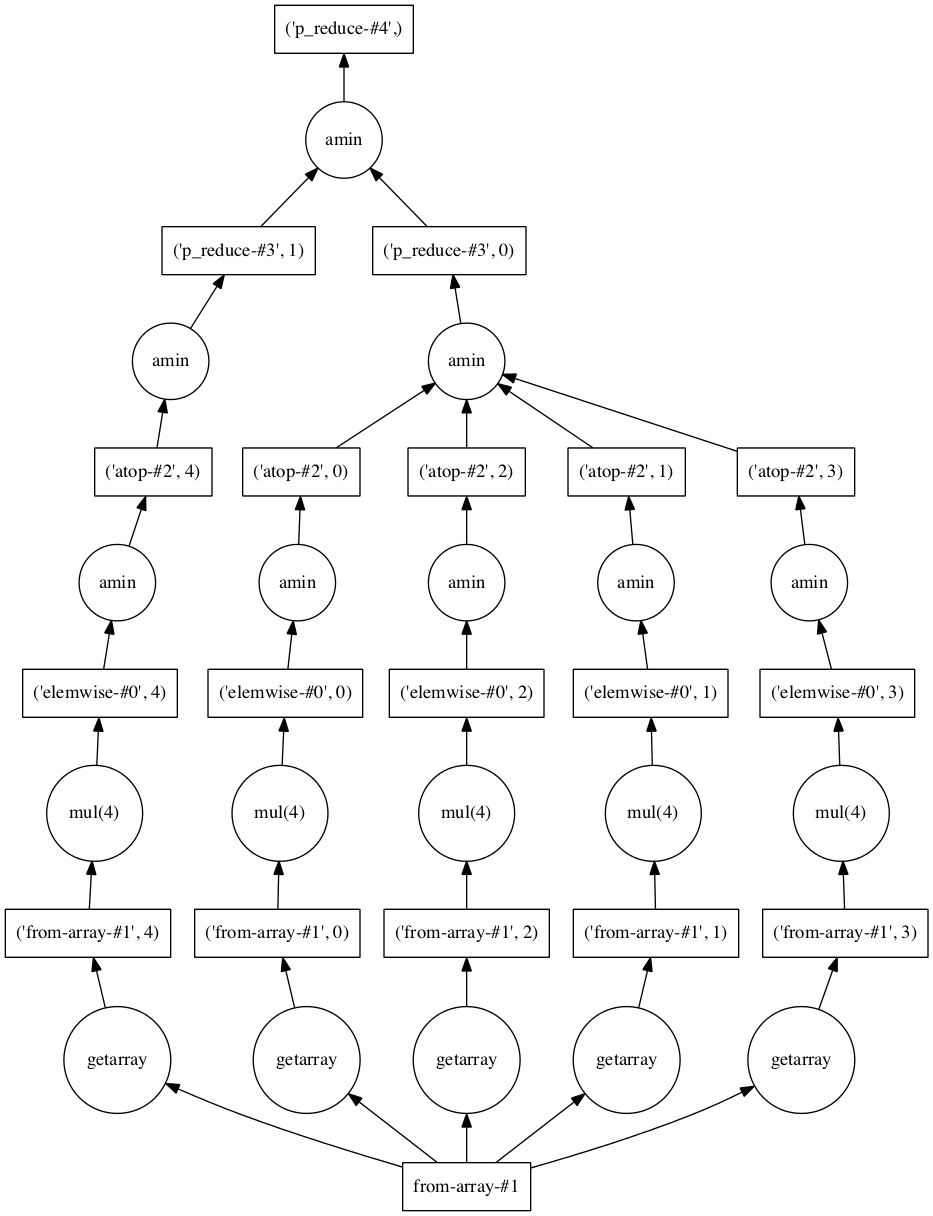 ('p_reduce-#4',)
amin
('p_reduce-#3', 1)
('p_reduce-#3', 0)
amin
amin
('atop-#2', 4)
('atop-#2', 0)
('atop-#2', 2)
('atop-#2', 1)
('atop-#2', 3)
amin
amin
amin
amin
amin
('elemwise-#0', 4)
('elemwise-#0', 0)
('elemwise-#0', 2)
('elemwise-#0', 1)
('elemwise-#0', 3)
mul(4)
mul(4)
mul(4)
mul(4)
mul(4)
('from-array-#1', 4)
('from-array-#1', 0)
('from-array-#1', 2)
('from-array-#1', 1)
('from-array-#1', 3)
getarray
getarray
getarray
getarray
getarray
from-array-#1